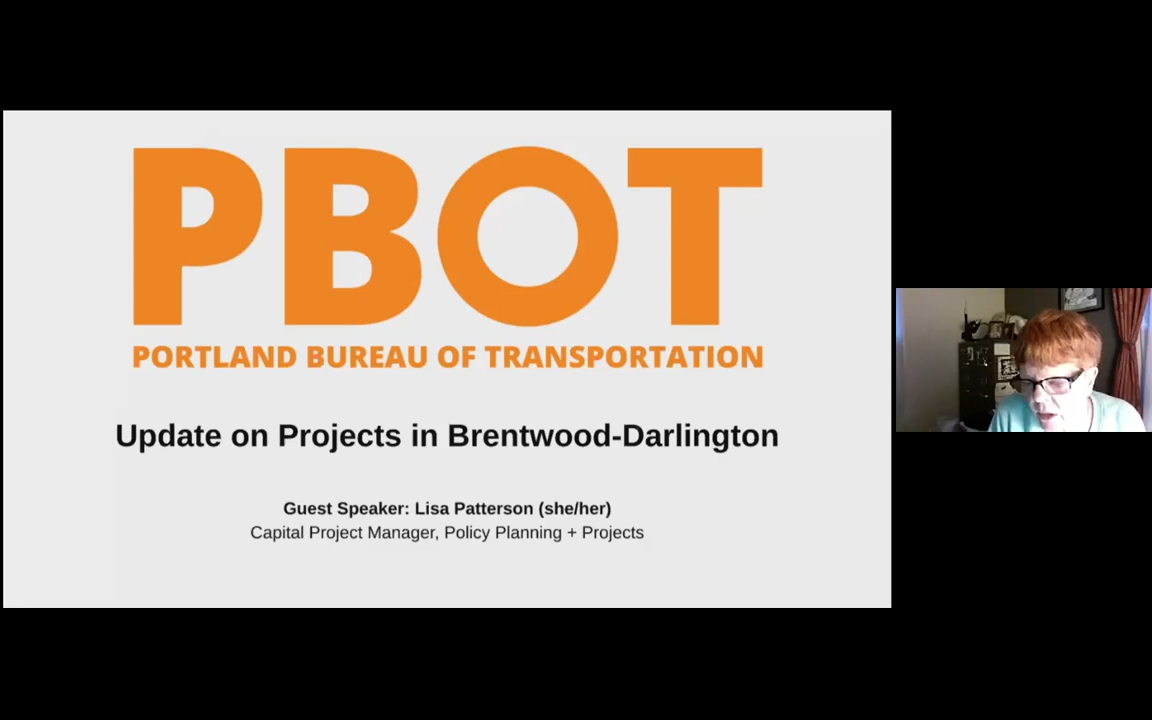 PBOT
PORTLAND BUREAU OF TRANSPORTATION
Update on Projects in Brentwood-Darlington
Guest Speaker: Lisa Patterson (she/her)
Capital Project Manager, Policy Planning + Projects